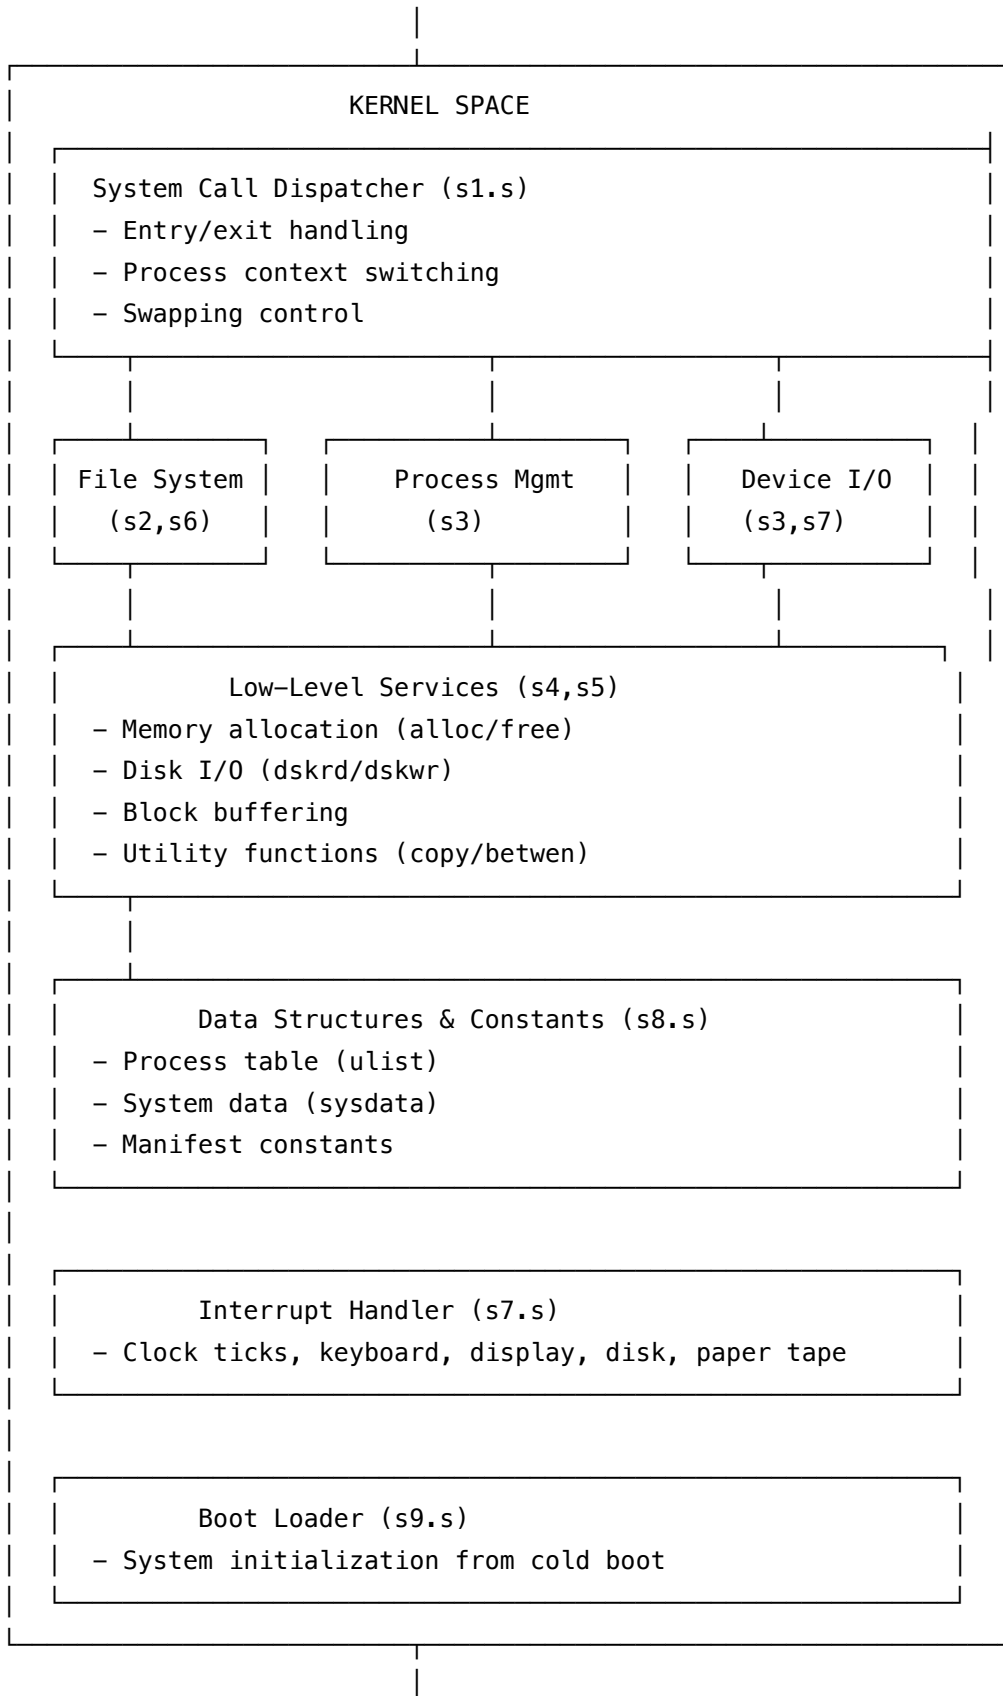 KERNEL SPACE
System Call Dispatcher (s1.s)
- Entry/exit handling
- Process context switching
- Swapping control
File System
(s2,s6)
Process Mgmt
(s3)
Device I/O
(s3,s7)
Low-Level Services (s4,s5)
- Memory allocation (alloc/free)
- Disk I/O (dskrd/dskwr)
- Block buffering
- Utility functions (copy/betwen)
Data Structures & Constants (s8.s)
- Process table (ulist)
- System data (sysdata)
- Manifest constants
Interrupt Handler (s7.s)
- Clock ticks, keyboard, display, disk, paper tape
Boot Loader (s9.s)
- System initialization from cold boot